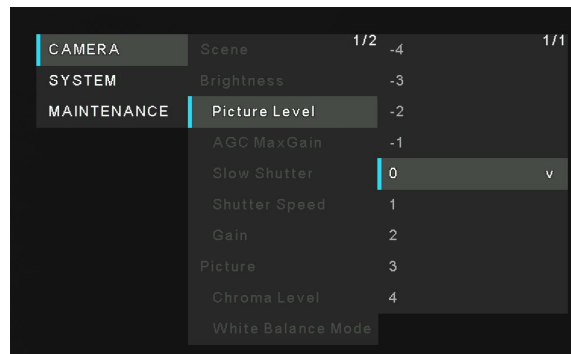 CAMERA
SYSTEM
MAINTENANCE
1/2
Scene
Brightness
Picture Level
AGC MaxGain
Slow Shutter
Shutter Speed
Gain
Picture
Chroma Level
White Balance Mode
1/1
-4
-3
-2
-1
0 v
1
2
3
4